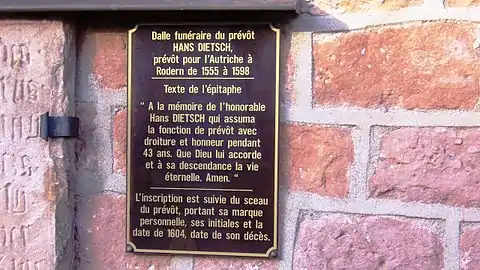 Dalle funéraire du prévôt
HANS DIETSCH,
prévôt pour l'Autriche à
Rodern de 1555 à 1598
Texte de l'épitaphe
" A la mémoire de l'honorable
Hans DIETSCH qui assuma
la fonction de prévôt avec
droiture et honneur pendant
43 ans. Que Dieu lui accorde
et à sa descendance la vie
éternelle. Amen. "
L'inscription est suivie du sceau
du prévôt, portant sa marque
personnelle, ses initiales et la
date de 1604, date de son décès.